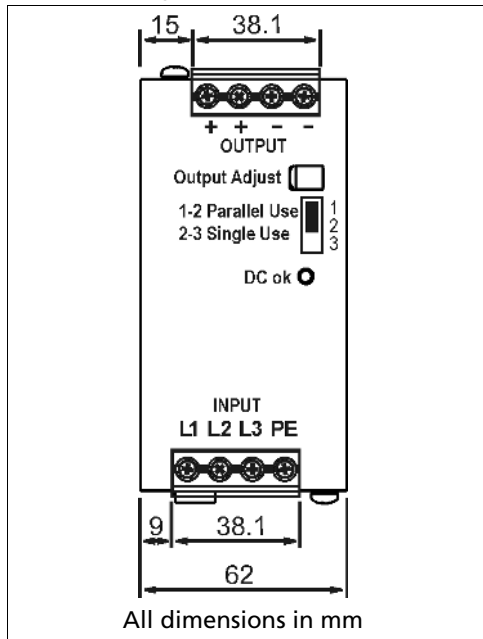 15 38.1
+ + − −
OUTPUT
Output Adjust
1-2 Parallel Use 1
2
2-3 Single Use
3
DC ok
INPUT
L1 L2 L3 PE
9 38.1
62
All dimensions in mm